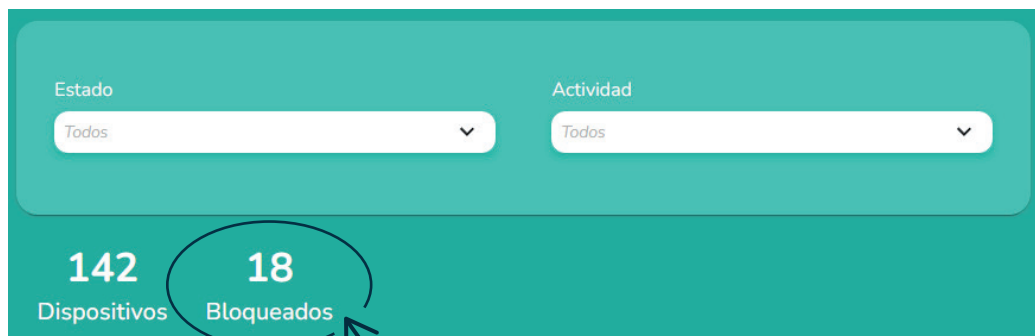 Estado
Actividad
Todos
Todos
142
18
Dispositivos
Bloqueados